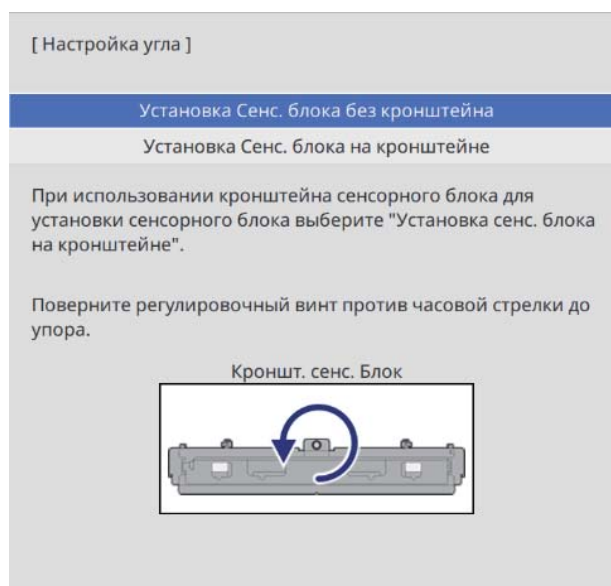 [ Настройка угла ]
Установка Сенс. блока без кронштейна
Установка Сенс. блока на кронштейне
При использовании кронштейна сенсорного блока для
установки сенсорного блока выберите "Установка сенс. блока
на кронштейне".
Поверните регулировочный винт против часовой стрелки до
упора.
Кроншт. сенс. Блок